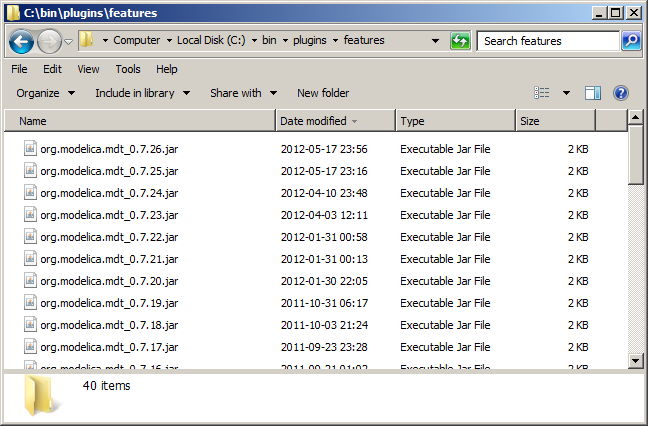 C:\bin\plugins\features
Computer Local Disk (C:) bin plugins features Search features
File Edit View Tools Help
Organize Include in library Share with New folder
Name Date modified Type Size
org.modelica.mdt_0.7.26.jar 2012-05-17 23:56 Executable Jar File 2 KB
org.modelica.mdt_0.7.25.jar 2012-05-17 23:16 Executable Jar File 2 KB
org.modelica.mdt_0.7.24.jar 2012-04-10 23:48 Executable Jar File 2 KB
org.modelica.mdt_0.7.23.jar 2012-04-03 12:11 Executable Jar File 2 KB
org.modelica.mdt_0.7.22.jar 2012-01-31 00:58 Executable Jar File 2 KB
org.modelica.mdt_0.7.21.jar 2012-01-31 00:13 Executable Jar File 2 KB
org.modelica.mdt_0.7.20.jar 2012-01-30 22:05 Executable Jar File 2 KB
org.modelica.mdt_0.7.19.jar 2011-10-31 06:17 Executable Jar File 2 KB
org.modelica.mdt_0.7.18.jar 2011-10-03 21:24 Executable Jar File 2 KB
org.modelica.mdt_0.7.17.jar 2011-09-23 23:28 Executable Jar File 2 KB
org.modelica.mdt_0.7.16.jar 2011-09-21 01:02 Executable Jar File 2 KB
40 items